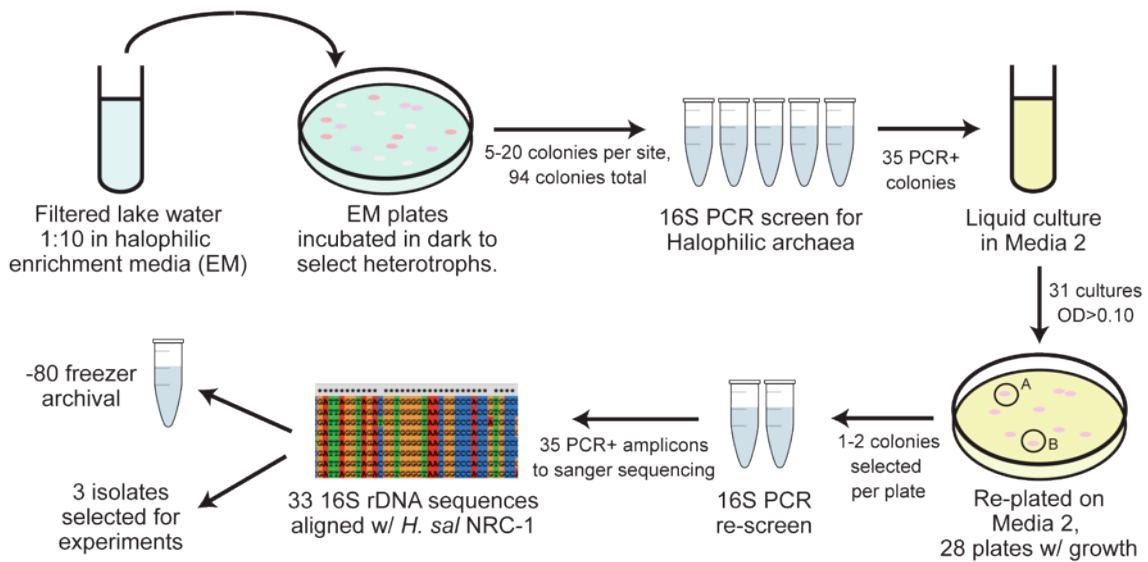 Filtered lake water
1:10 in halophilic
enrichment media (EM)
EM plates
incubated in dark to
select heterotrophs.
5-20 colonies per site,
94 colonies total
16S PCR screen for
Halophilic archaea
35 PCR+
colonies
Liquid culture
in Media 2
31 cultures
OD>0.10
A
B
Re-plated on
Media 2,
28 plates w/ growth
1-2 colonies
selected
per plate
16S PCR
re-screen
35 PCR+ amplicons
to sanger sequencing
33 16S rDNA sequences
aligned w/ H. sal NRC-1
-80 freezer
archival
3 isolates
selected for
experiments